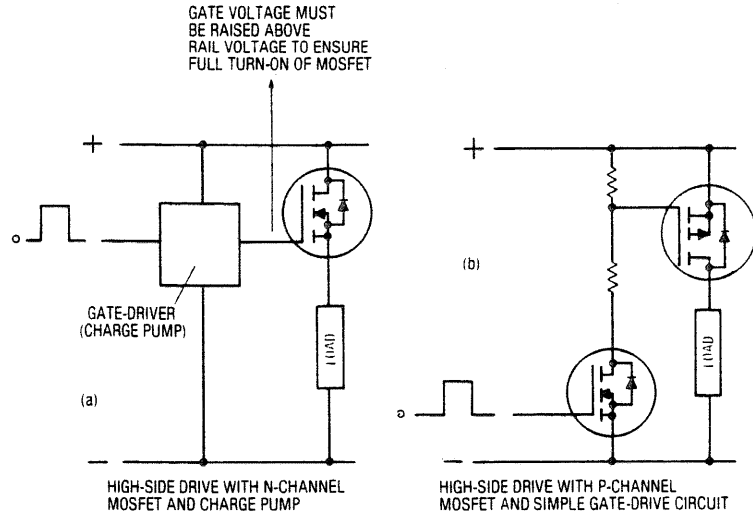 GATE VOLTAGE MUST
BE RAISED ABOVE
RAIL VOLTAGE TO ENSURE
FULL TURN-ON OF MOSFET
+
+
GATE-DRIVER
(CHARGE PUMP)
LOAD
(a)
(b)
LOAD
−
−
HIGH-SIDE DRIVE WITH N-CHANNEL
MOSFET AND CHARGE PUMP
HIGH-SIDE DRIVE WITH P-CHANNEL
MOSFET AND SIMPLE GATE-DRIVE CIRCUIT